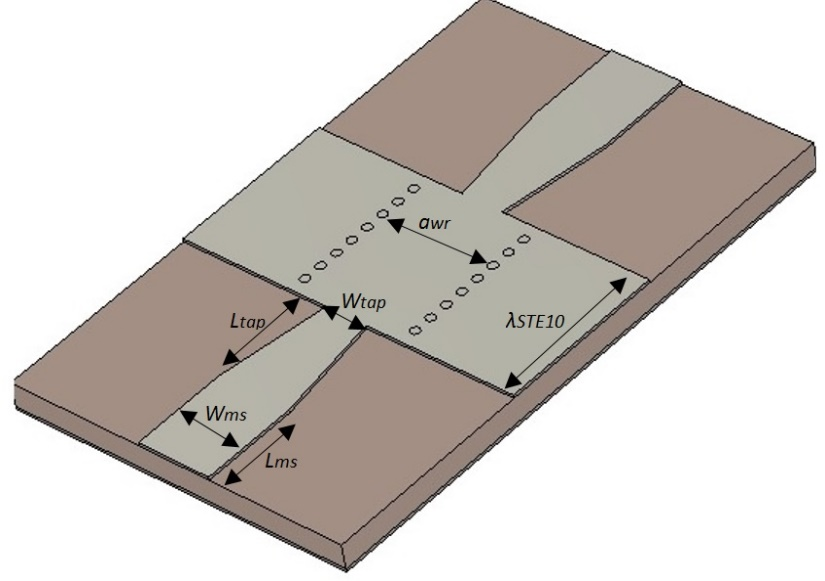 awr
Wtap
Ltap
λSTE10
Wms
Lms